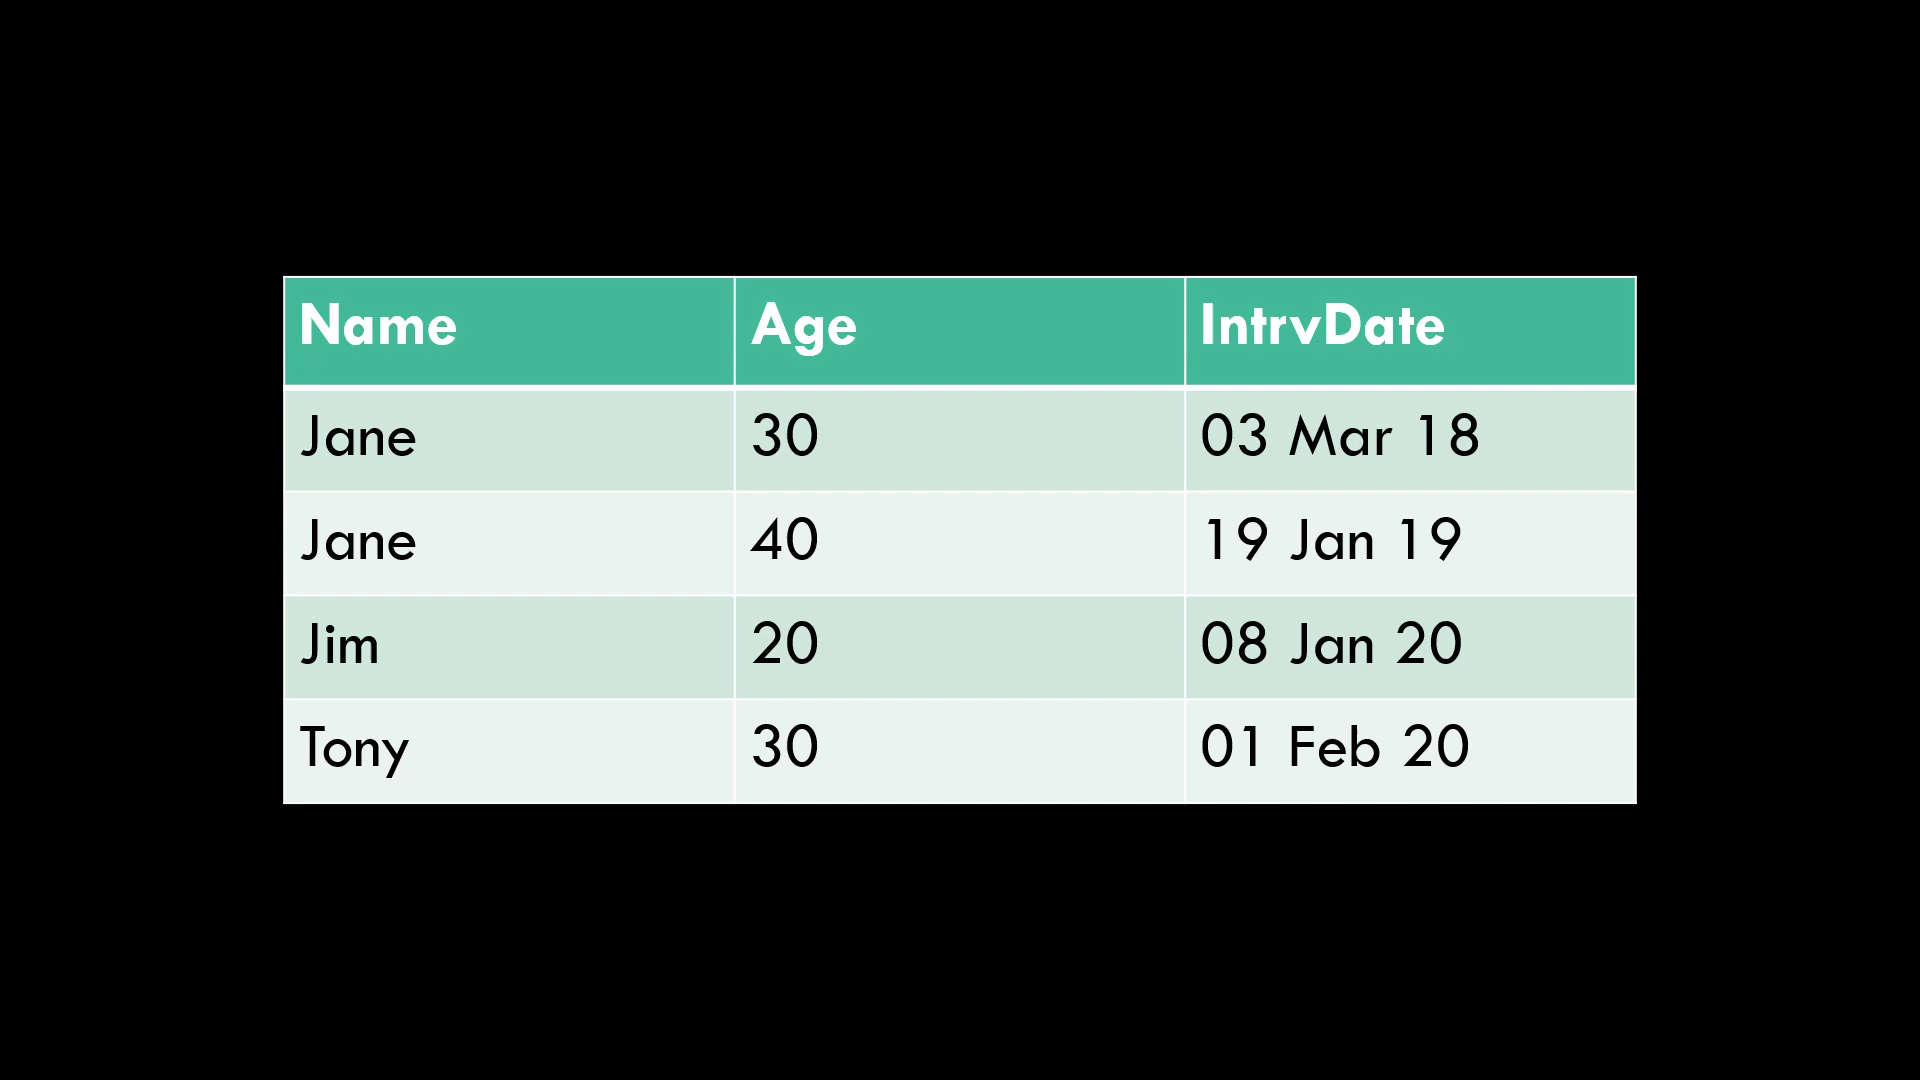 Name Age IntrvDate
Jane 30 03 Mar 18
Jane 40 19 Jan 19
Jim 20 08 Jan 20
Tony 30 01 Feb 20